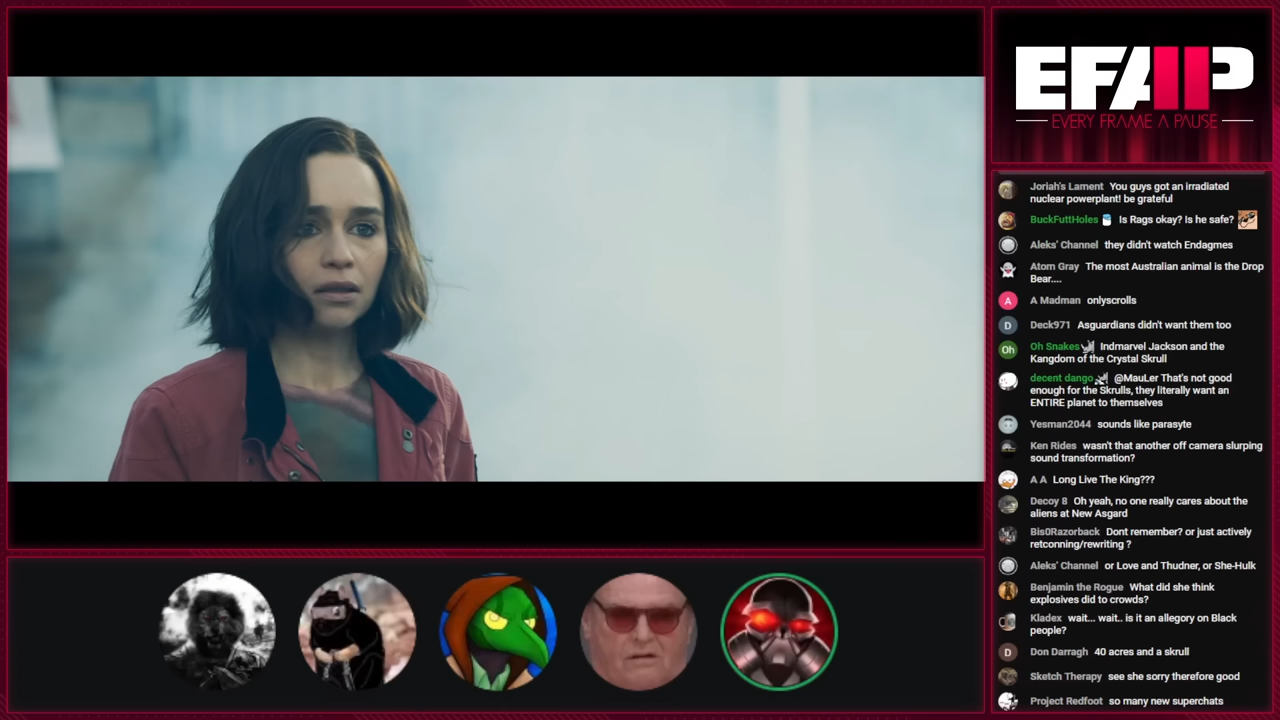 EFAP
EVERY FRAME A PAUSE
Joriah's Lament You guys got an irradiated
nuclear powerplant! be grateful
BuckFuttHoles Is Rags okay? Is he safe?
Aleks' Channel they didn't watch Endagmes
Atom Gray The most Australian animal is the Drop
Bear....
A A Madman onlyscrolls
D Deck971 Asguardians didn't want them too
Oh Oh Snakes Indmarvel Jackson and the
Kangdom of the Crystal Skrull
decent dango @MauLer That's not good
enough for the Skrulls, they literally want an
ENTIRE planet to themselves
Yesman2044 sounds like parasyte
Ken Rides wasn't that another off camera slurping
sound transformation?
A A Long Live The King???
Decoy 8 Oh yeah, no one really cares about the
aliens at New Asgard
Bis0Razorback Dont remember? or just actively
retconning/rewriting ?
Aleks' Channel or Love and Thudner, or She-Hulk
Benjamin the Rogue What did she think
explosives did to crowds?
Kladex wait... wait.. is it an allegory on Black
people?
D Don Darragh 40 acres and a skrull
Sketch Therapy see she sorry therefore good
Project Redfoot so many new superchats